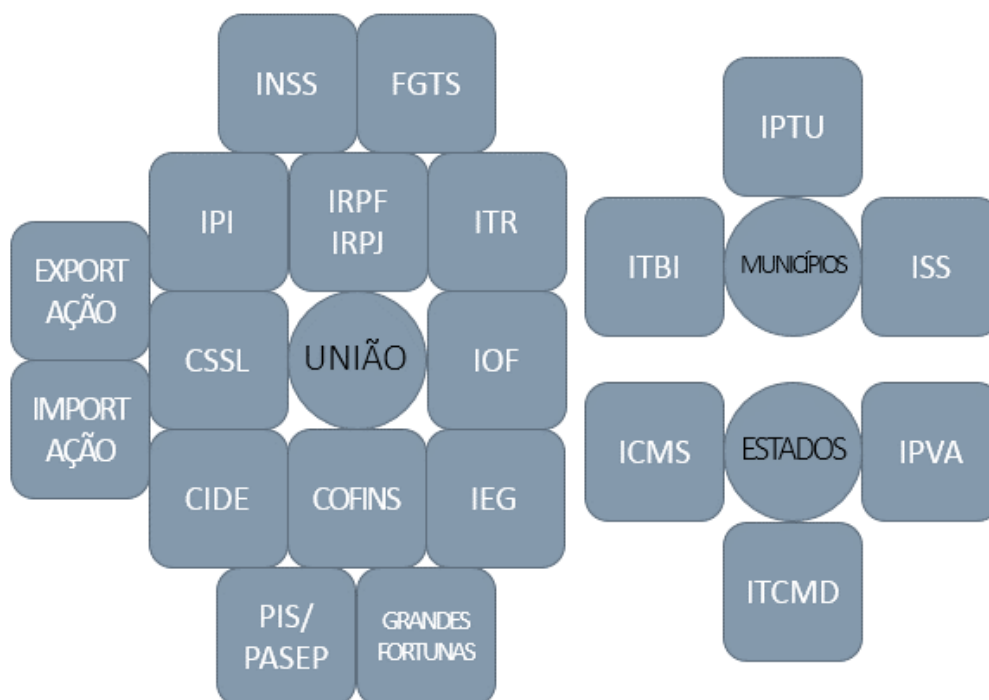 INSS
FGTS
IPI
IRPF
IRPJ
ITR
EXPORT
AÇÃO
CSSL
UNIÃO
IOF
IMPORT
AÇÃO
CIDE
COFINS
IEG
PIS/
PASEP
GRANDES
FORTUNAS
IPTU
ITBI
MUNICÍPIOS
ISS
ICMS
ESTADOS
IPVA
ITCMD